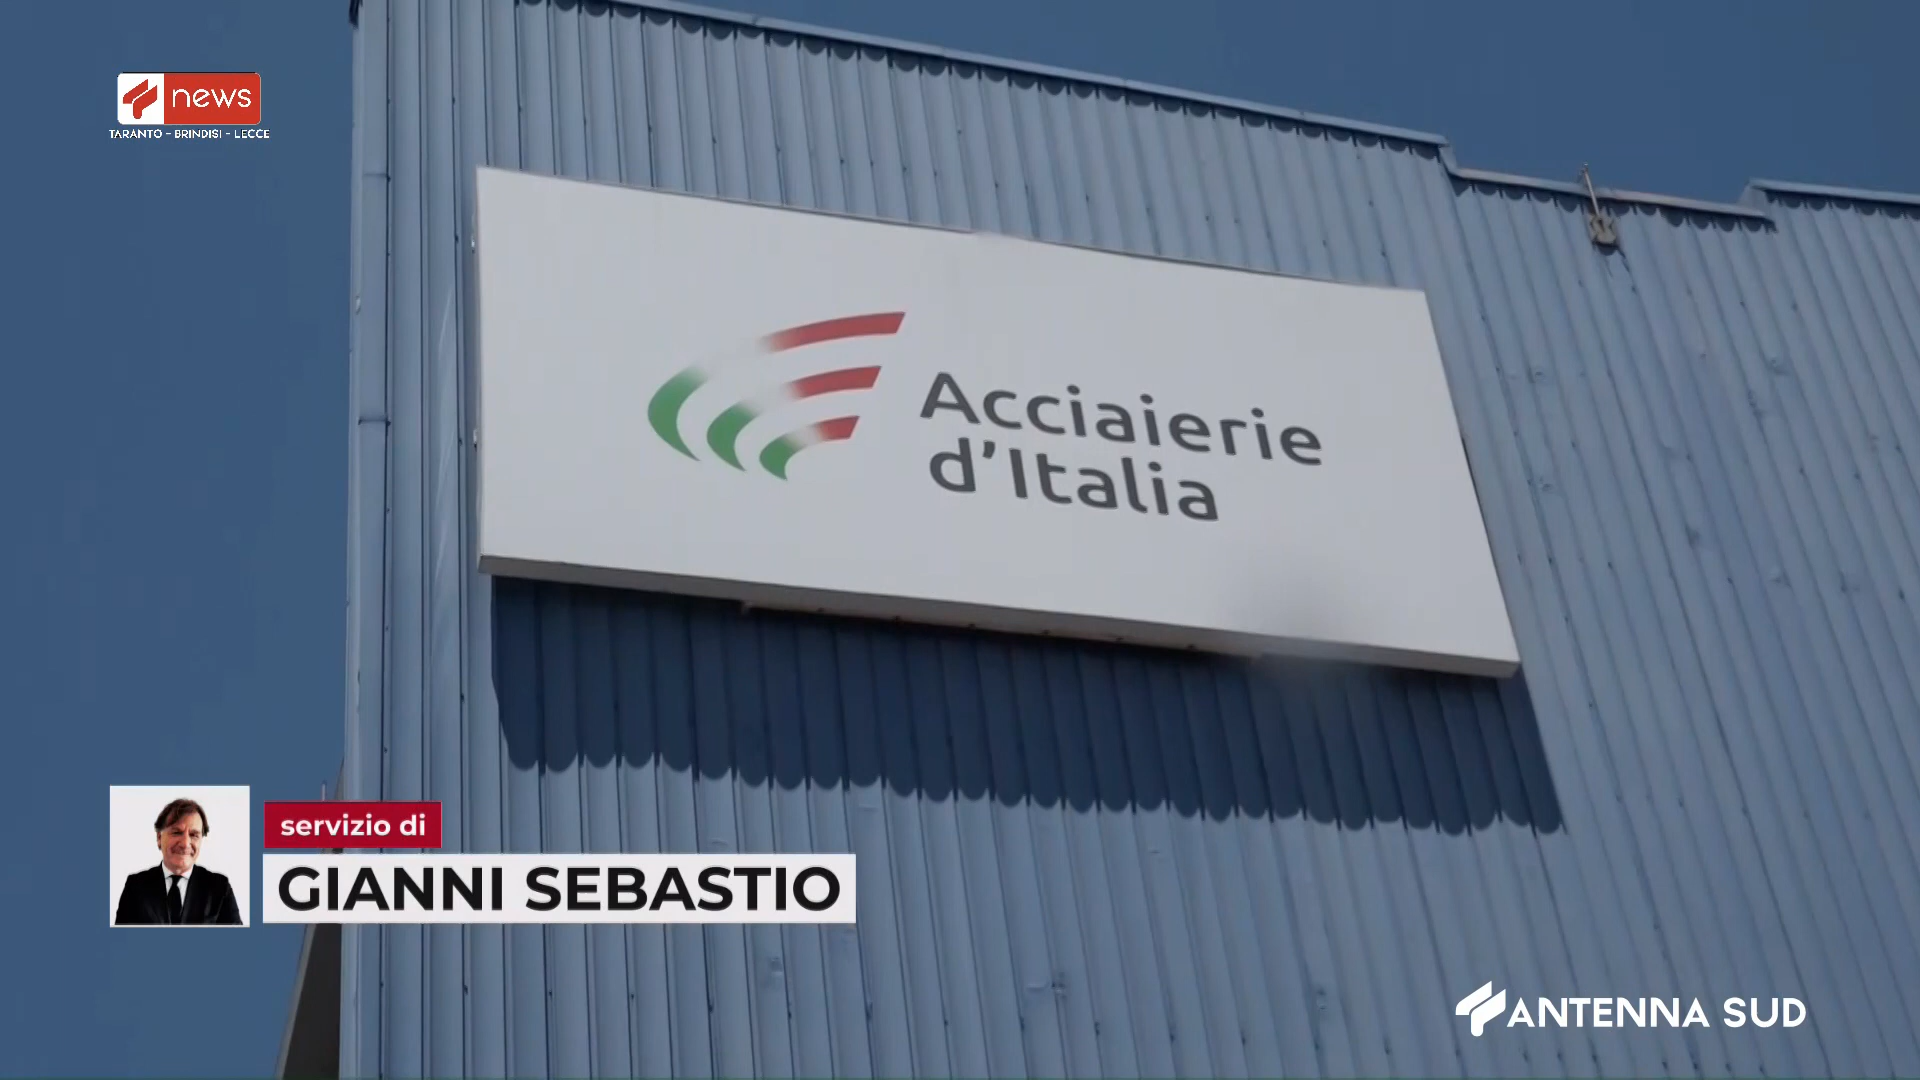 news
TARANTO - BRINDISI - LECCE
Acciaierie
d'Italia
servizio di
GIANNI SEBASTIO
ANTENNA SUD